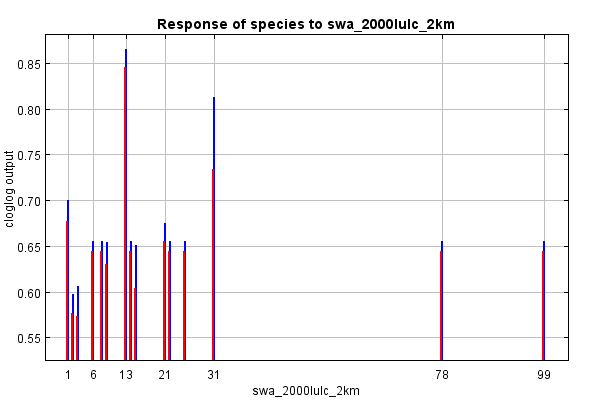 Response of species to swa_2000lulc_2km
cloglog output
0.85
0.80
0.75
0.70
0.65
0.60
0.55
1 6 13 21 31 78 99
swa_2000lulc_2km